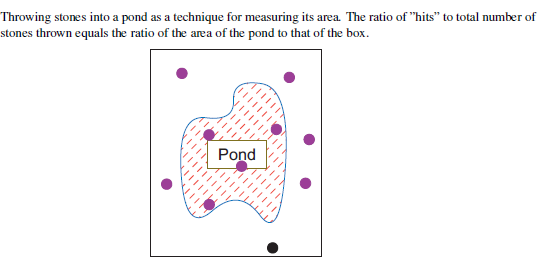 Throwing stones into a pond as a technique for measuring its area. The ratio of ”hits” to total number of
stones thrown equals the ratio of the area of the pond to that of the box.
Pond